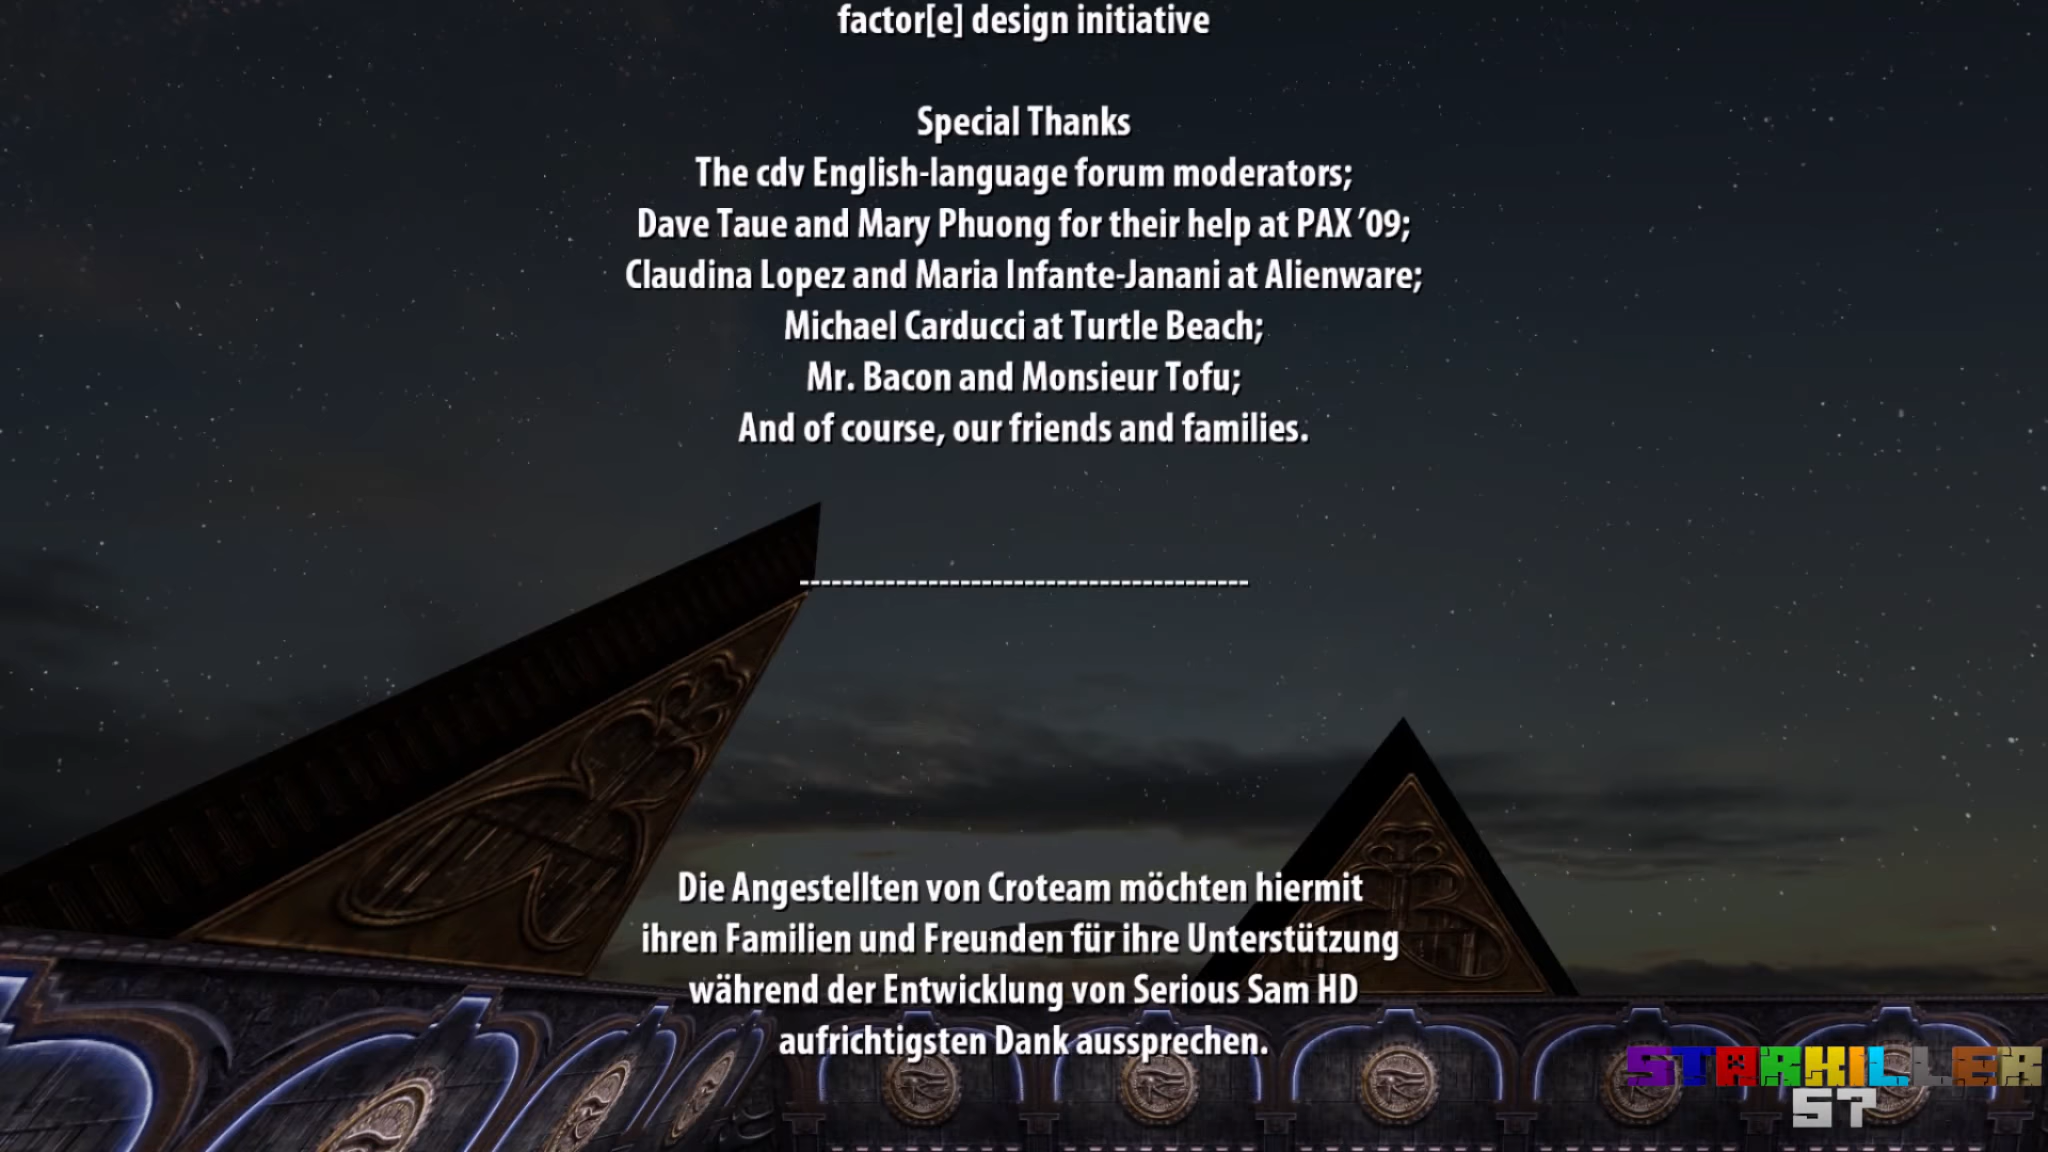 factor[e] design initiative
Special Thanks
The cdv English-language forum moderators;
Dave Taue and Mary Phuong for their help at PAX ’09;
Claudina Lopez and Maria Infante-Janani at Alienware;
Michael Carducci at Turtle Beach;
Mr. Bacon and Monsieur Tofu;
And of course, our friends and families.
------------------------------------------
Die Angestellten von Croteam möchten hiermit
ihren Familien und Freunden für ihre Unterstützung
während der Entwicklung von Serious Sam HD
aufrichtigsten Dank aussprechen.
STARKILLER
57